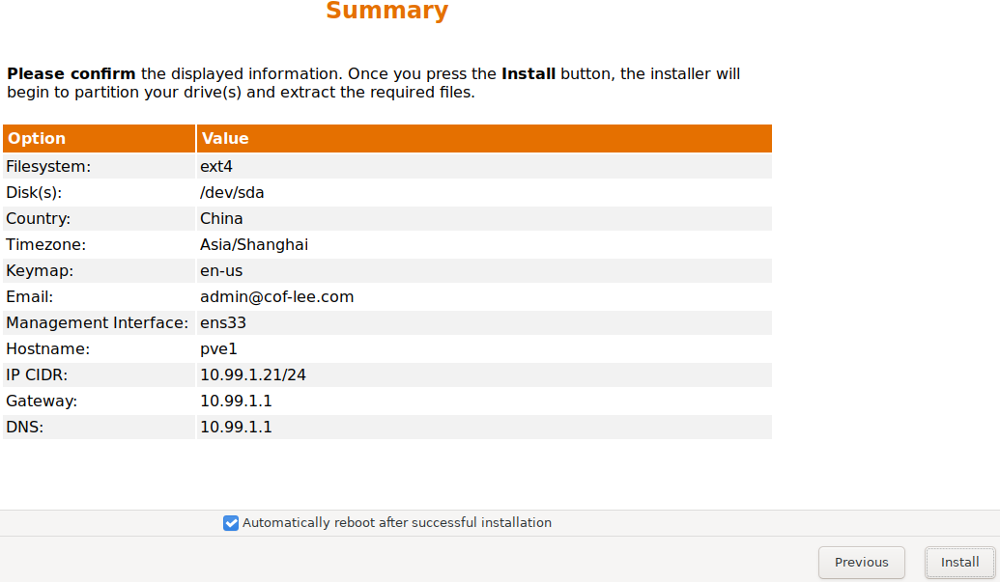 Summary
Please confirm the displayed information. Once you press the Install button, the installer will
begin to partition your drive(s) and extract the required files.
Option Value
Filesystem: ext4
Disk(s): /dev/sda
Country: China
Timezone: Asia/Shanghai
Keymap: en-us
Email: admin@cof-lee.com
Management Interface: ens33
Hostname: pve1
IP CIDR: 10.99.1.21/24
Gateway: 10.99.1.1
DNS: 10.99.1.1
Automatically reboot after successful installation
Previous Install